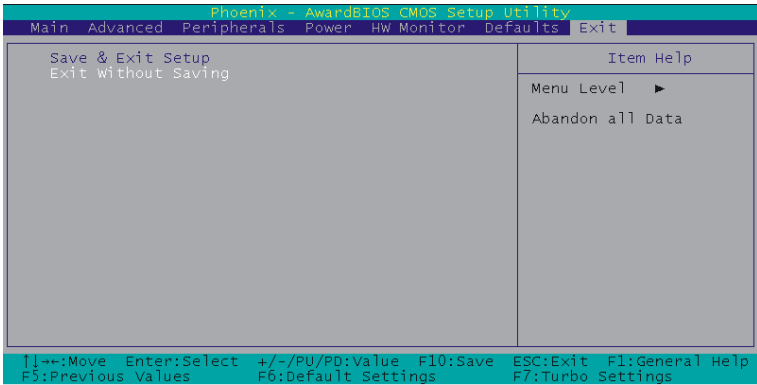 Phoenix - AwardBIOS CMOS Setup Utility
Main Advanced Peripherals Power HW Monitor Defaults Exit
Save & Exit Setup
Exit Without Saving
Item Help
Menu Level ►
Abandon all Data
↑↓→←:Move Enter:Select +/-/PU/PD:Value F10:Save ESC:Exit F1:General Help
F5:Previous Values F6:Default Settings F7:Turbo Settings